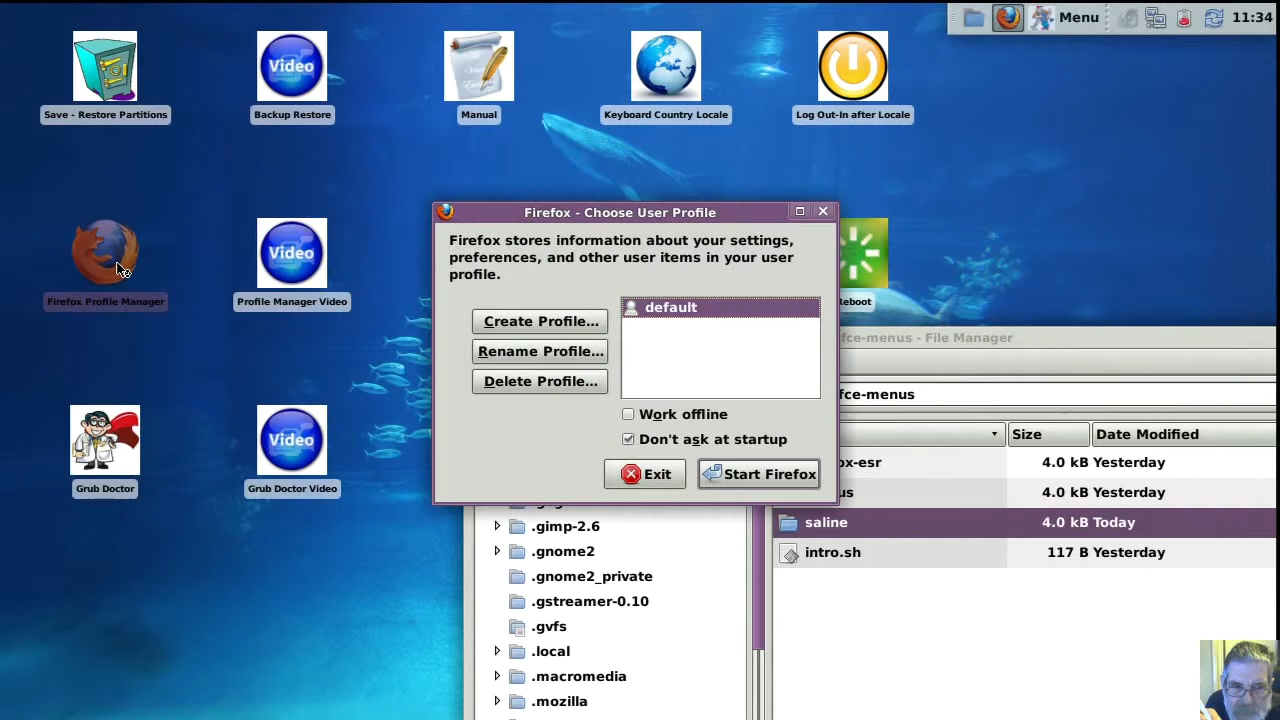 Menu
11:34
Video
Save - Restore Partitions
Backup Restore
Manual
Keyboard Country Locale
Log Out-In after Locale
Firefox - Choose User Profile
Firefox stores information about your settings,
preferences, and other user items in your user
profile.
Create Profile...
Rename Profile...
Delete Profile...
default
Work offline
Don't ask at startup
Exit
Start Firefox
Video
Firefox Profile Manager
Profile Manager Video
Reboot
fce-menus - File Manager
fce-menus
Size
Date Modified
ox-esr
4.0 kB Yesterday
us
4.0 kB Yesterday
saline
4.0 kB Today
intro.sh
117 B Yesterday
Video
Grub Doctor
Grub Doctor Video
.gimp-2.6
.gnome2
.gnome2_private
.gstreamer-0.10
.gvfs
.local
.macromedia
.mozilla